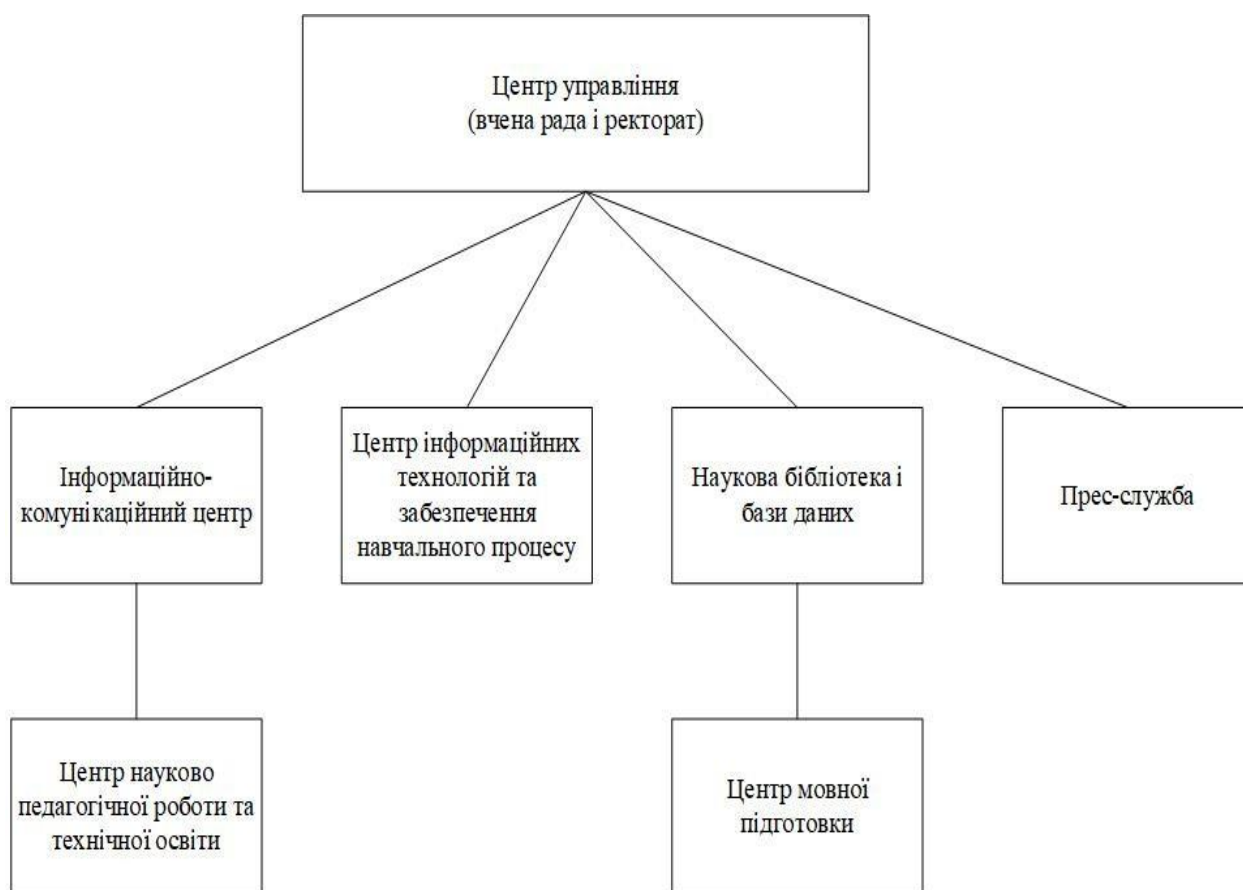 Центр управління
(вчена рада і ректорат)
Інформаційно-
комунікаційний центр
Центр інформаційних
технологій та
забезпечення
навчального процесу
Наукова бібліотека і
бази даних
Прес-служба
Центр науково
педагогічної роботи та
технічної освіти
Центр мовної
підготовки